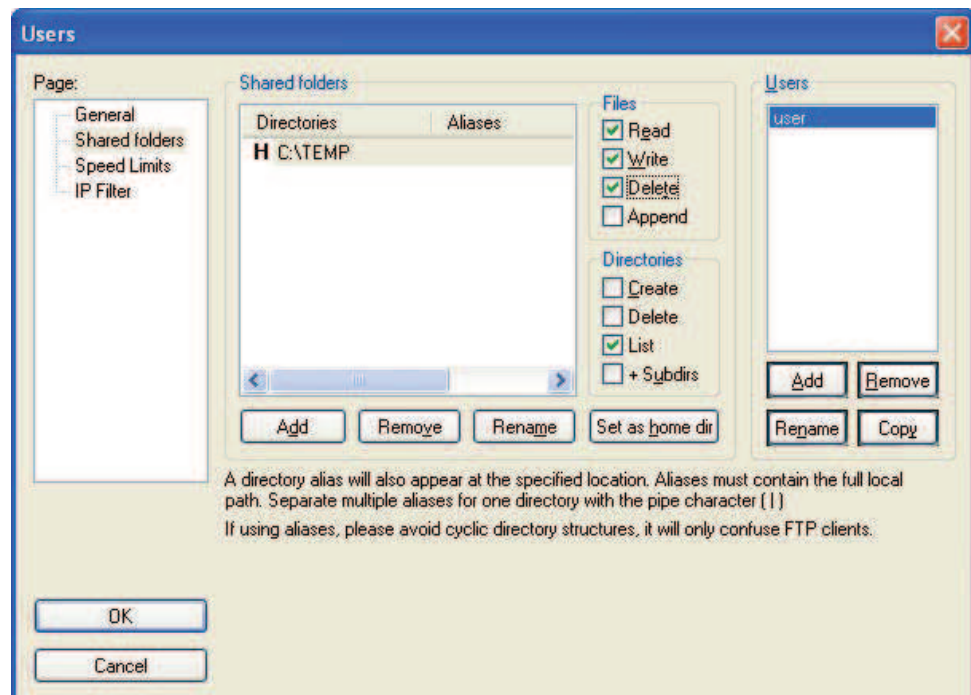 Users
Page:
General
Shared folders
Speed Limits
IP Filter
Shared folders
Directories Aliases
H C:\TEMP
Files
Read
Write
Delete
Append
Directories
Create
Delete
List
+ Subdirs
Add Remove Rename Set as home dir
Users
user
Add Remove
Rename Copy
A directory alias will also appear at the specified location. Aliases must contain the full local
path. Separate multiple aliases for one directory with the pipe character ( | )
If using aliases, please avoid cyclic directory structures, it will only confuse FTP clients.
OK
Cancel